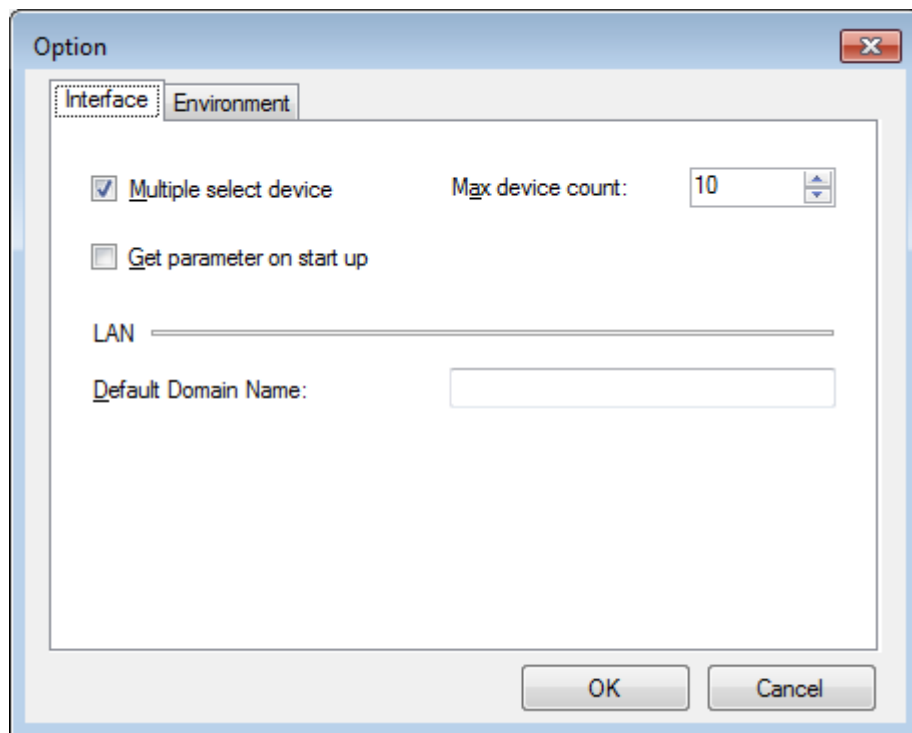 Option
Interface Environment
Multiple select device Max device count: 10
Get parameter on start up
LAN
Default Domain Name:
OK Cancel